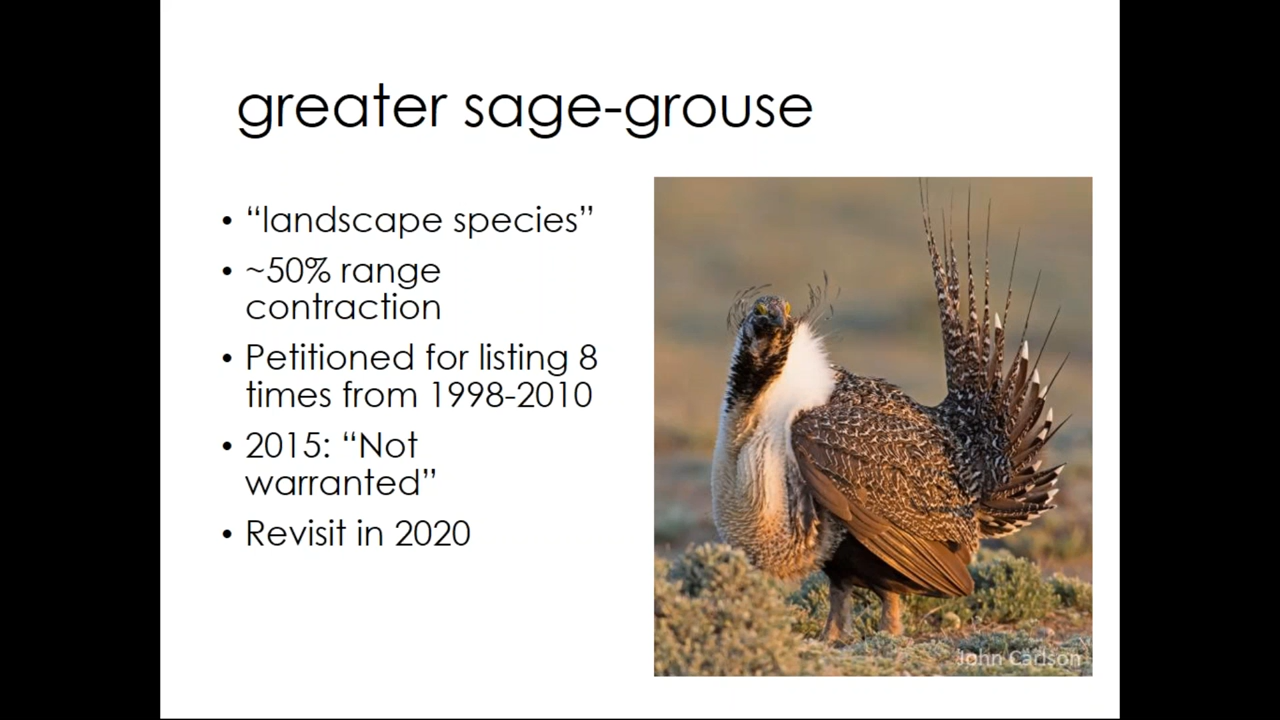 greater sage-grouse
• “landscape species”
• ~50% range
contraction
• Petitioned for listing 8
times from 1998-2010
• 2015: “Not
warranted”
• Revisit in 2020
John Carlson